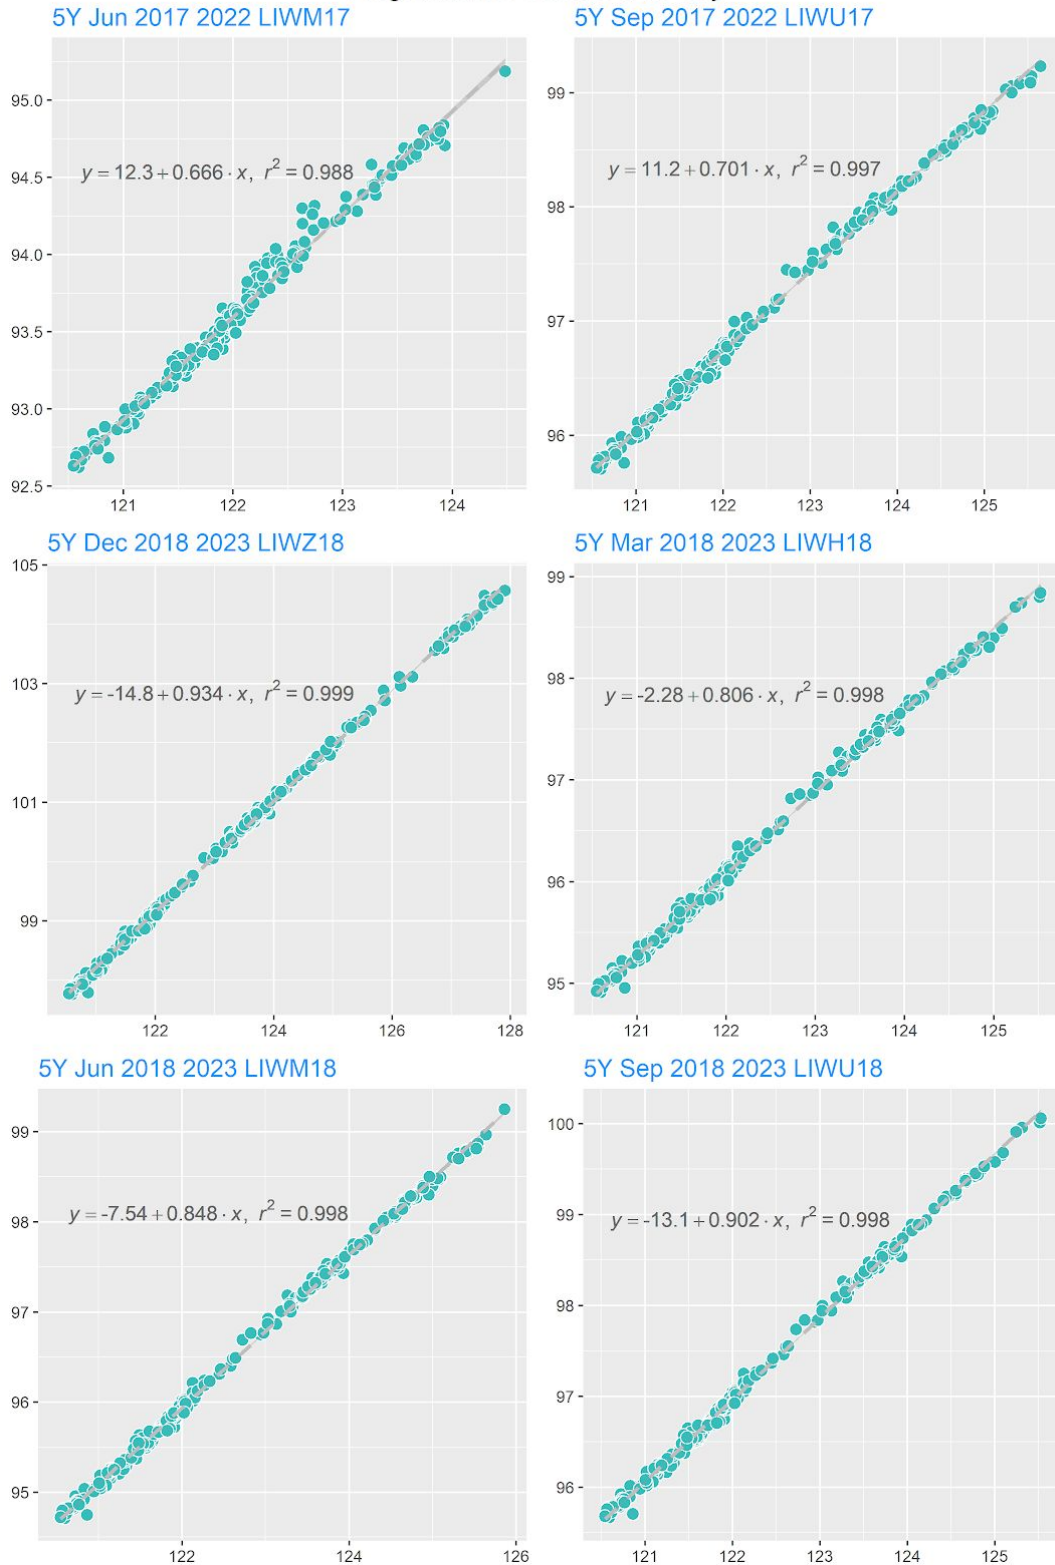 5Y Jun 2017 2022 LIWM17
95.0
94.5
94.0
93.5
93.0
92.5
y = 12.3 + 0.666 · x, r² = 0.988
121 122 123 124
5Y Sep 2017 2022 LIWU17
99
98
97
96
y = 11.2 + 0.701 · x, r² = 0.997
121 122 123 124 125
5Y Dec 2018 2023 LIWZ18
105
103
101
99
y = -14.8 + 0.934 · x, r² = 0.999
122 124 126 128
5Y Mar 2018 2023 LIWH18
99
98
97
96
95
y = -2.28 + 0.806 · x, r² = 0.998
121 122 123 124 125
5Y Jun 2018 2023 LIWM18
99
98
97
96
95
y = -7.54 + 0.848 · x, r² = 0.998
122 124 126
5Y Sep 2018 2023 LIWU18
100
99
98
97
96
y = -13.1 + 0.902 · x, r² = 0.998
121 122 123 124 125